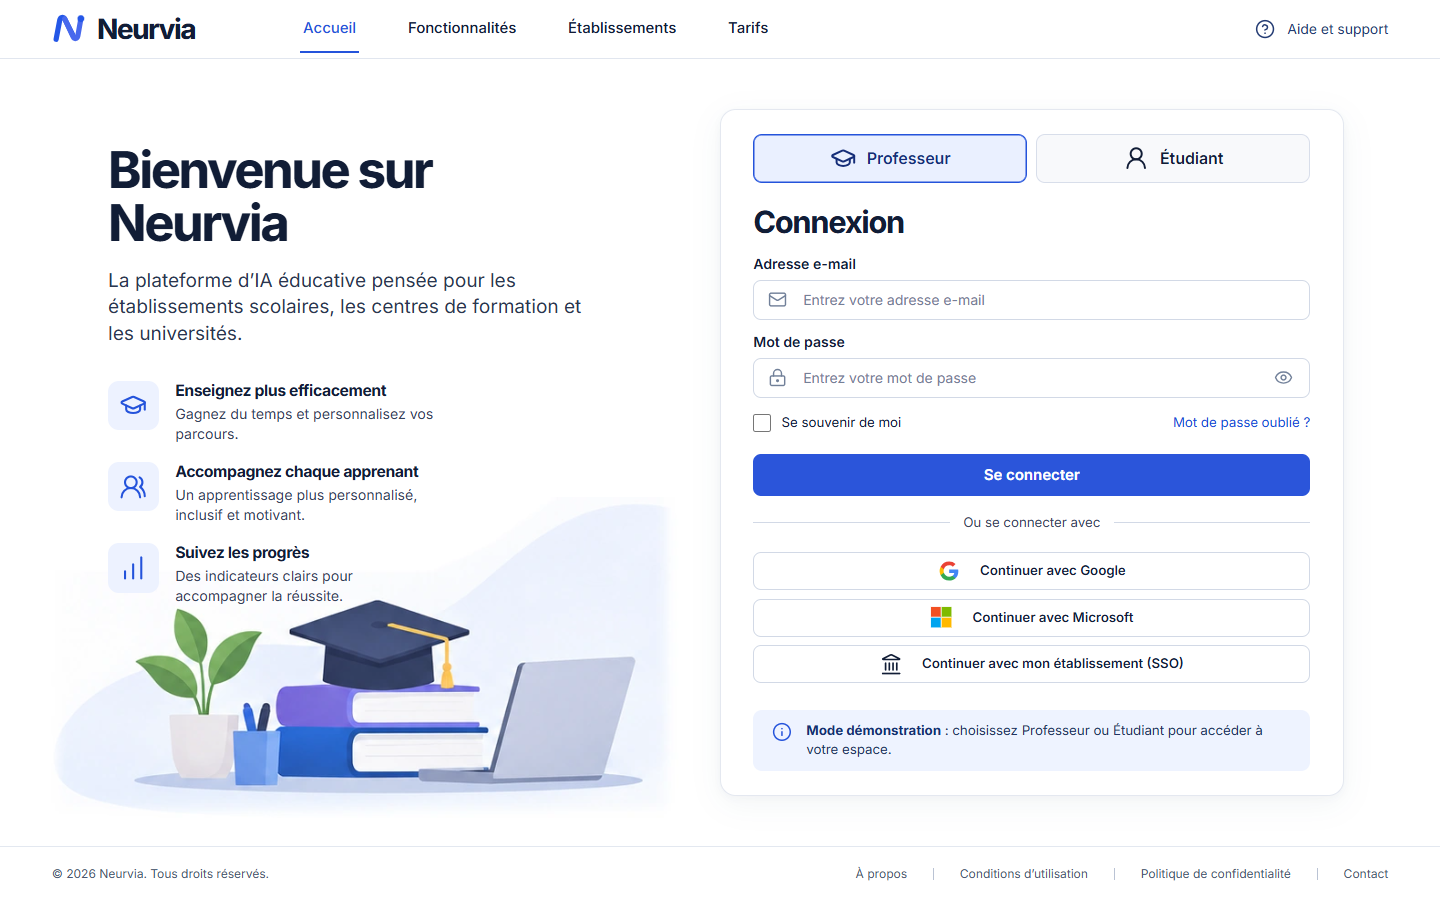 Neurvia
Accueil
Fonctionnalités
Établissements
Tarifs
Aide et support
Bienvenue sur
Neurvia
La plateforme d’IA éducative pensée pour les
établissements scolaires, les centres de formation et
les universités.
Enseignez plus efficacement
Gagnez du temps et personnalisez vos
parcours.
Accompagnez chaque apprenant
Un apprentissage plus personnalisé,
inclusif et motivant.
Suivez les progrès
Des indicateurs clairs pour
accompagner la réussite.
Professeur
Étudiant
Connexion
Adresse e-mail
Entrez votre adresse e-mail
Mot de passe
Entrez votre mot de passe
Se souvenir de moi
Mot de passe oublié ?
Se connecter
Ou se connecter avec
Continuer avec Google
Continuer avec Microsoft
Continuer avec mon établissement (SSO)
Mode démonstration : choisissez Professeur ou Étudiant pour accéder à
votre espace.
© 2026 Neurvia. Tous droits réservés.
À propos
Conditions d’utilisation
Politique de confidentialité
Contact